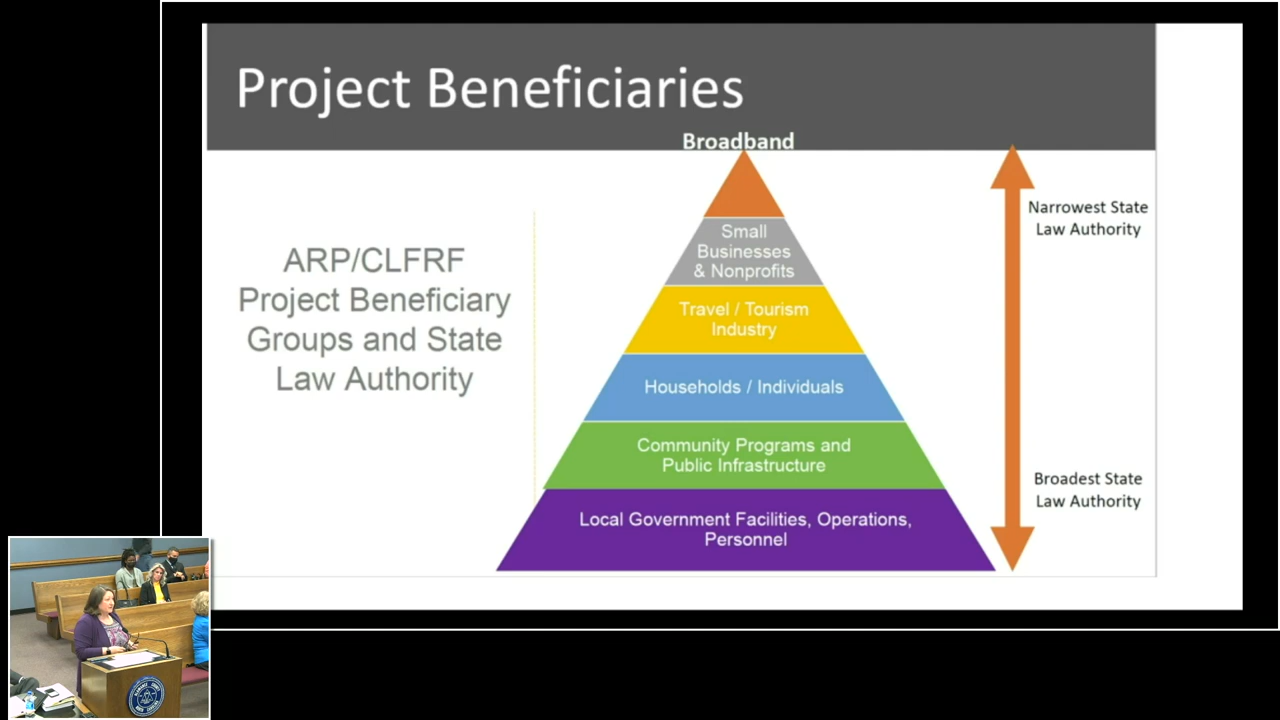 Project Beneficiaries
Broadband
Narrowest State
Law Authority
Small
Businesses
& Nonprofits
ARP/CLFRF
Project Beneficiary
Groups and State
Law Authority
Travel / Tourism
Industry
Households / Individuals
Community Programs and
Public Infrastructure
Broadest State
Law Authority
Local Government Facilities, Operations,
Personnel